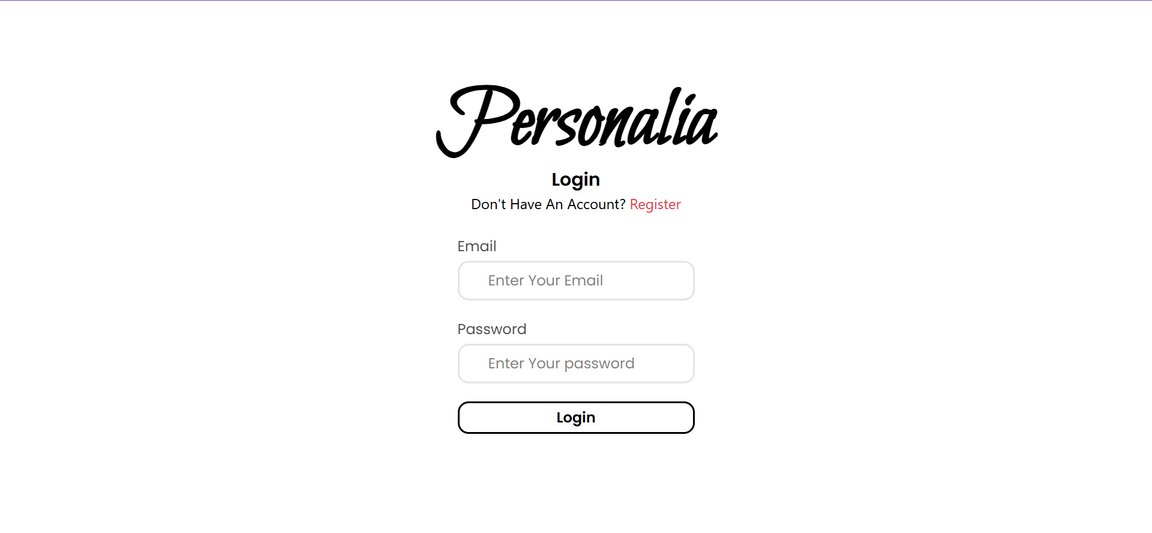 Personalia
Login
Don't Have An Account? Register
Email
Enter Your Email
Password
Enter Your password
Login